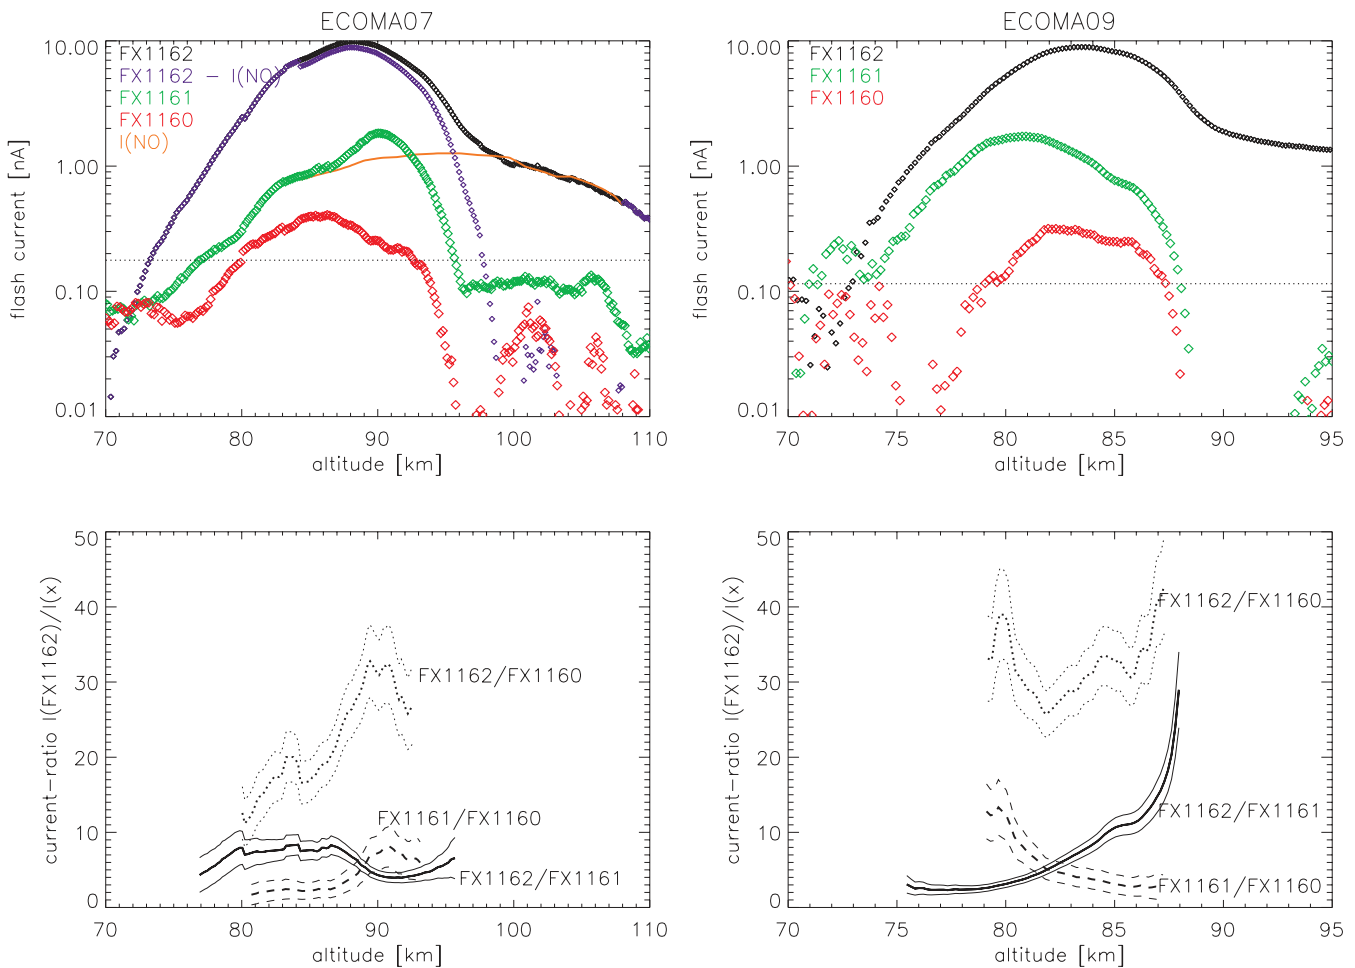 ECOMA07
flash current [nA]
10.00
1.00
0.10
0.01
FX1162
FX1162 - I(NO)
FX1161
FX1160
I(NO)
70 80 90 100 110
altitude [km]
ECOMA09
flash current [nA]
10.00
1.00
0.10
0.01
FX1162
FX1161
FX1160
70 75 80 85 90 95
altitude [km]
current-ratio I(FX1162)/I(x)
50
40
30
20
10
0
FX1162/FX1160
FX1161/FX1160
FX1162/FX1161
70 80 90 100 110
altitude [km]
current-ratio I(FX1162)/I(x)
50
40
30
20
10
0
FX1162/FX1160
FX1162/FX1161
FX1161/FX1160
70 75 80 85 90 95
altitude [km]